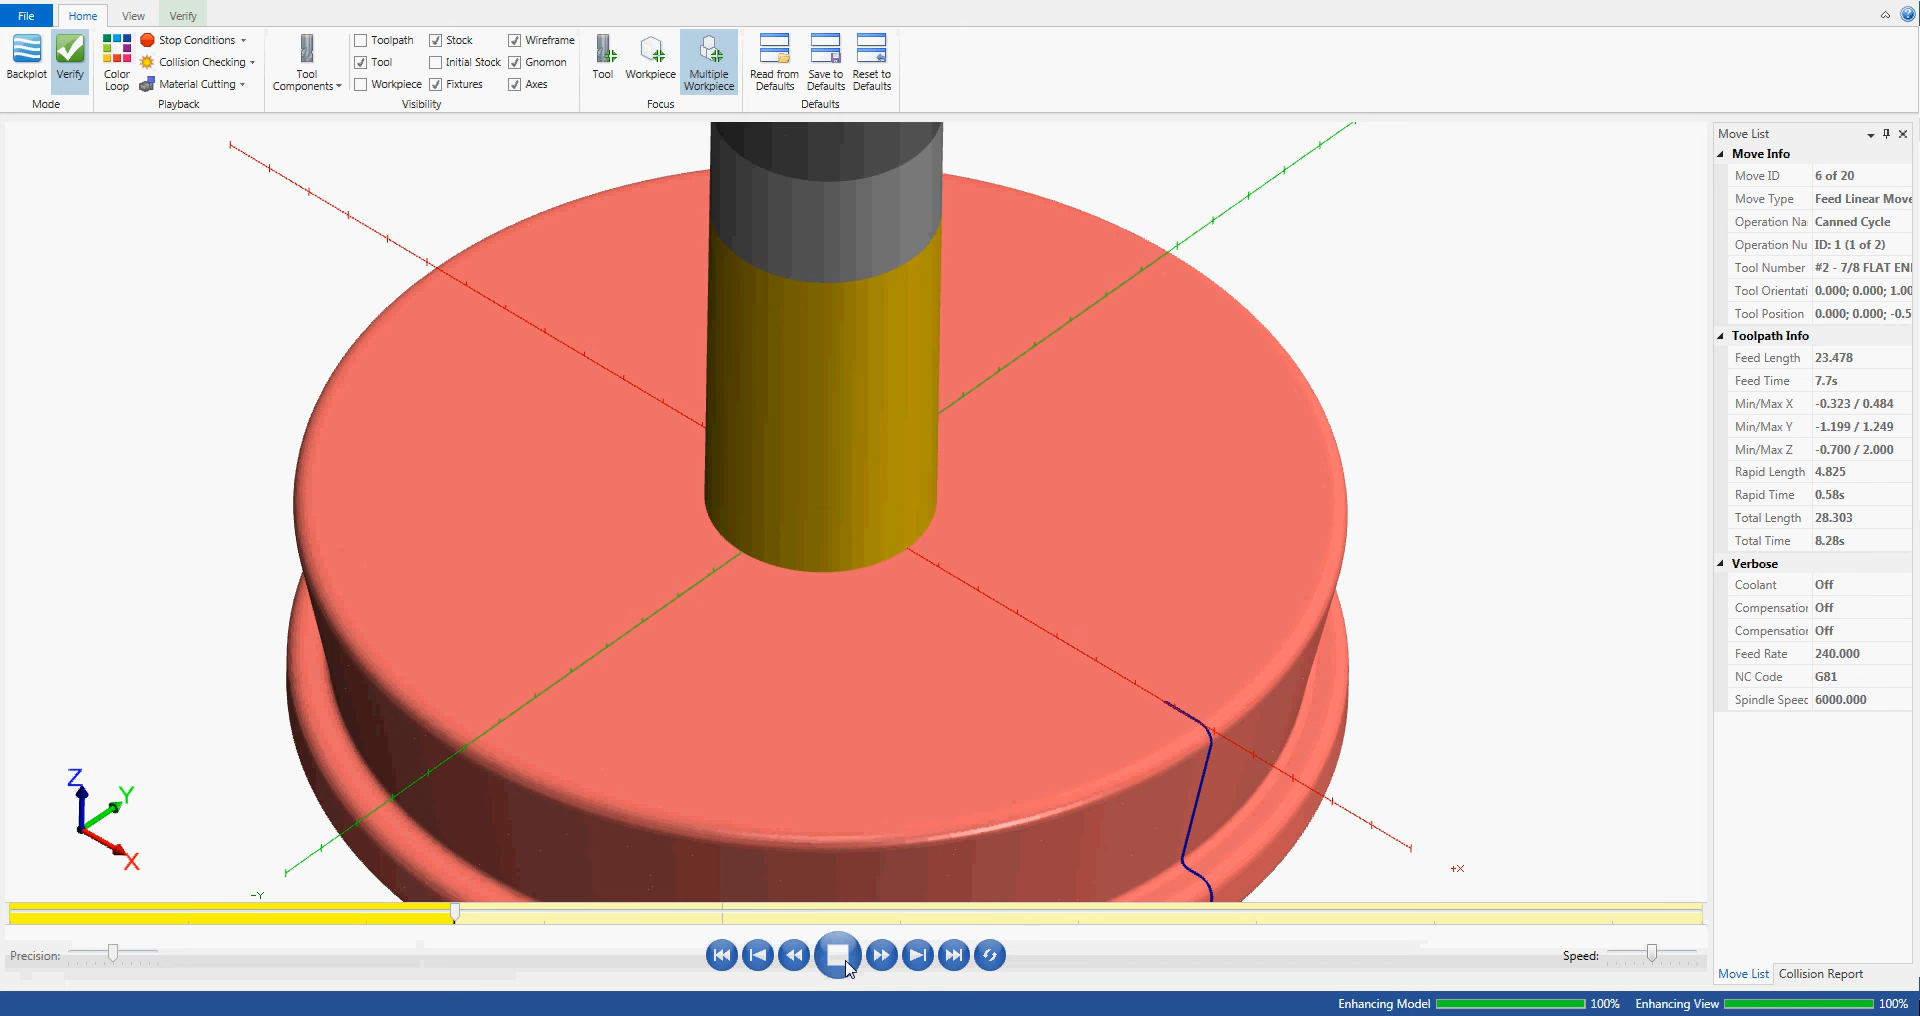 File Home View Verify
Backplot Verify
Mode
Color Loop
Stop Conditions
Collision Checking
Material Cutting
Playback
Tool Components
Toolpath Stock Wireframe
Tool Initial Stock Gnomon
Workpiece Fixtures Axes
Visibility
Tool Workpiece Multiple Workpiece
Focus
Read from Defaults Save to Defaults Reset to Defaults
Defaults
Z
Y
X
-Y
+X
Move List
Move Info
Move ID 6 of 20
Move Type Feed Linear Move
Operation Na Canned Cycle
Operation Nu ID: 1 (1 of 2)
Tool Number #2 - 7/8 FLAT EN
Tool Orientati 0.000; 0.000; 1.00
Tool Position 0.000; 0.000; -0.5
Toolpath Info
Feed Length 23.478
Feed Time 7.7s
Min/Max X -0.323 / 0.484
Min/Max Y -1.199 / 1.249
Min/Max Z -0.700 / 2.000
Rapid Length 4.825
Rapid Time 0.58s
Total Length 28.303
Total Time 8.28s
Verbose
Coolant Off
Compensation Off
Compensation Off
Feed Rate 240.000
NC Code G81
Spindle Speed 6000.000
Precision:
Speed:
Move List Collision Report
Enhancing Model 100% Enhancing View 100%